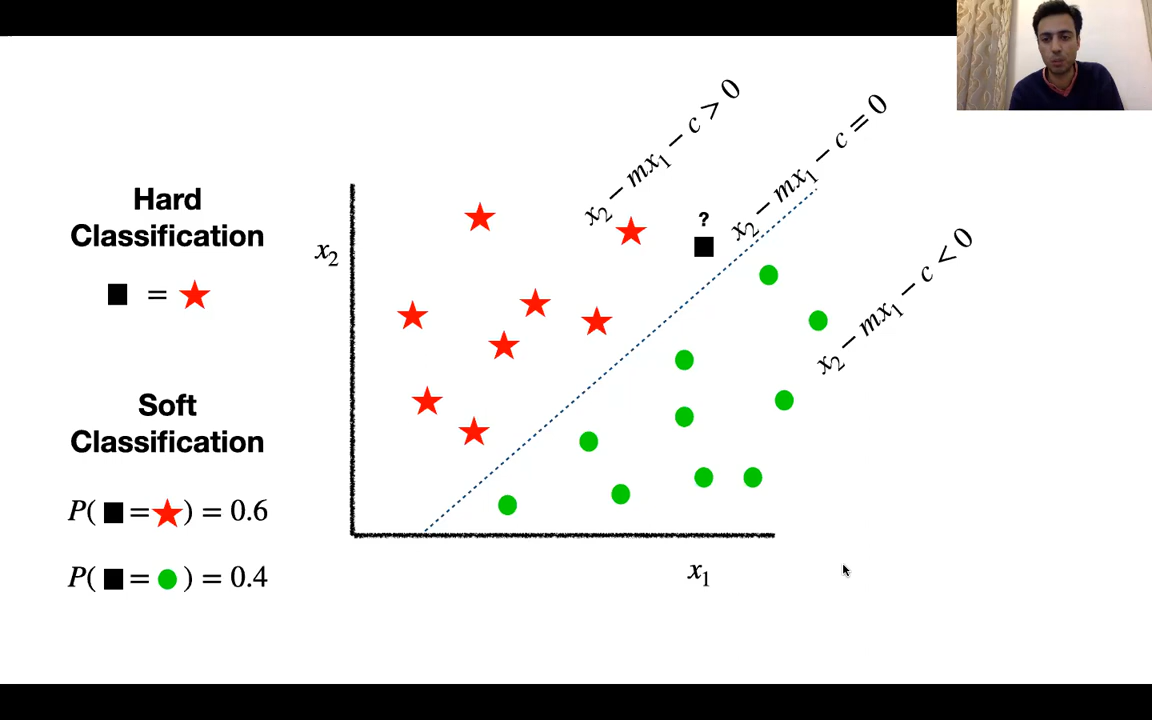 Hard
Classification
■ = ★
Soft
Classification
P( ■ = ★ ) = 0.6
P( ■ = ● ) = 0.4
x₂
x₂ − mx₁ − c > 0
?
x₂ − mx₁ − c = 0
x₂ − mx₁ − c < 0
x₁